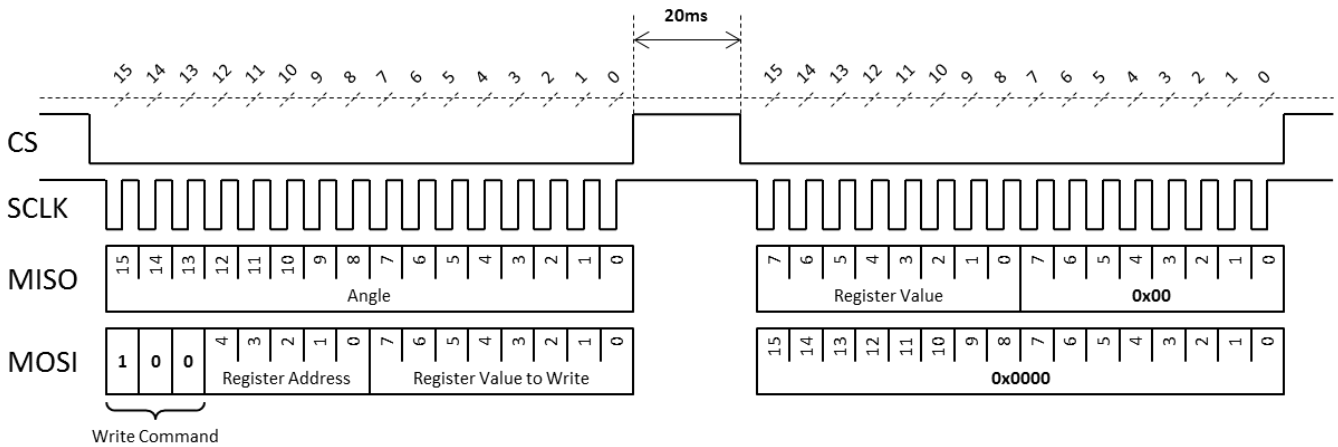 20ms
15 14 13 12 11 10 9 8 7 6 5 4 3 2 1 0 15 14 13 12 11 10 9 8 7 6 5 4 3 2 1 0
CS
SCLK
MISO
15 14 13 12 11 10 9 8 7 6 5 4 3 2 1 0 7 6 5 4 3 2 1 0 7 6 5 4 3 2 1 0
Angle Register Value 0x00
MOSI
1 0 0 4 3 2 1 0 7 6 5 4 3 2 1 0 15 14 13 12 11 10 9 8 7 6 5 4 3 2 1 0
Register Address Register Value to Write 0x0000
Write Command